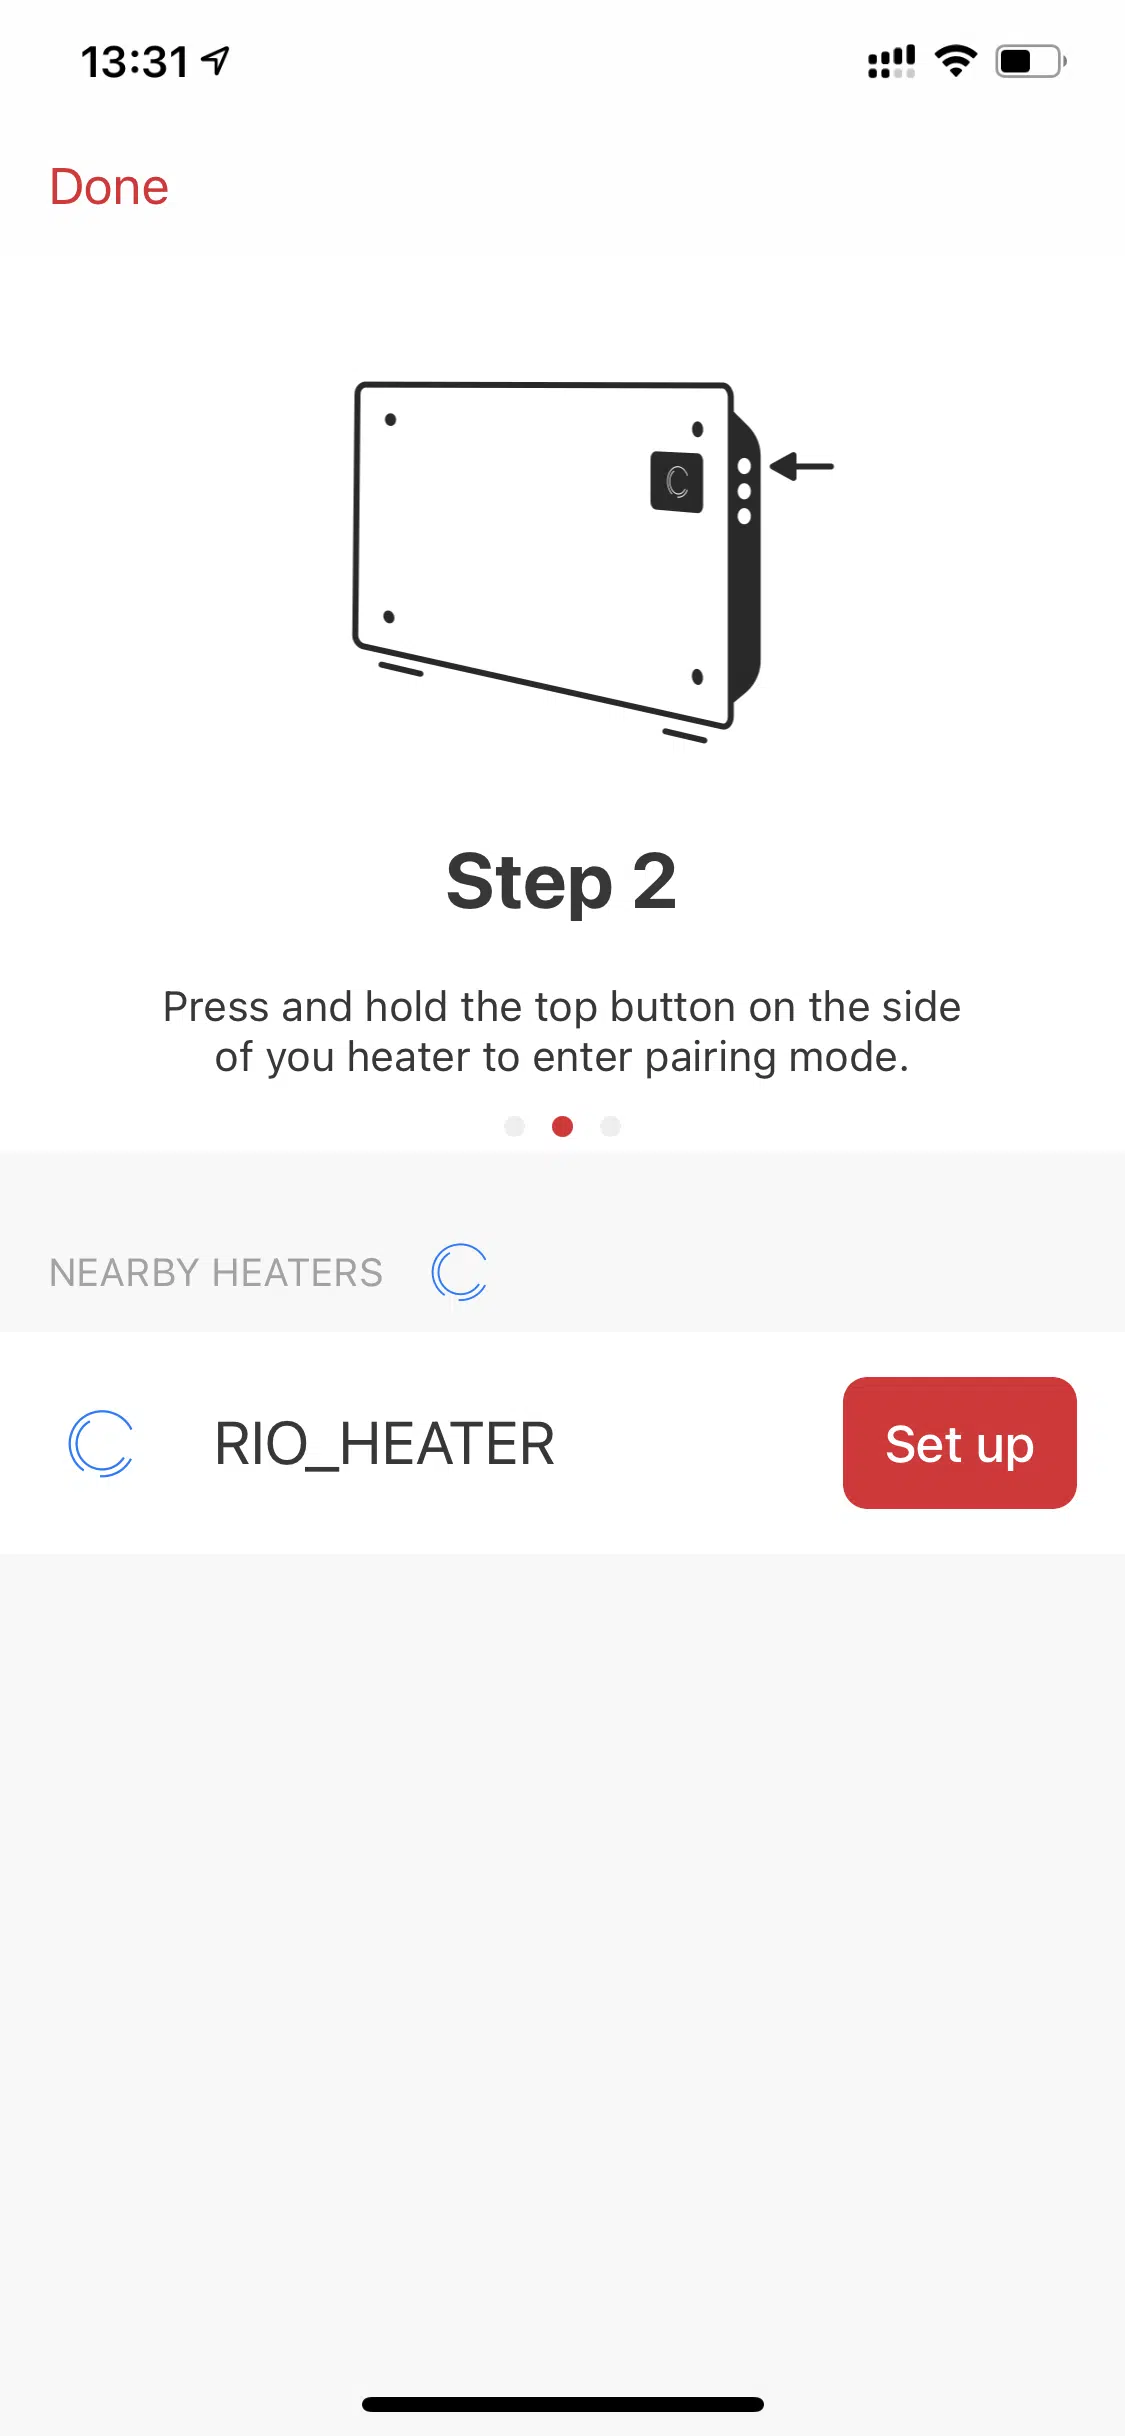 13:31
Done
Step 2
Press and hold the top button on the side
of you heater to enter pairing mode.
NEARBY HEATERS
RIO_HEATER
Set up